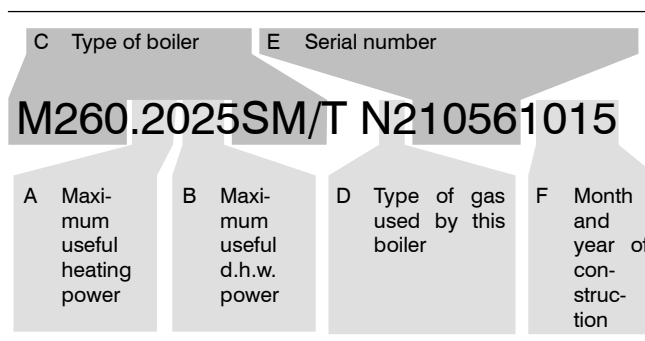 C Type of boiler E Serial number
M260.2025SM/T N210561015
A Maxi-
mum
useful
heating
power
B Maxi-
mum
useful
d.h.w.
power
D Type of gas
used by this
boiler
F Month
and
year of
con-
struc-
tion